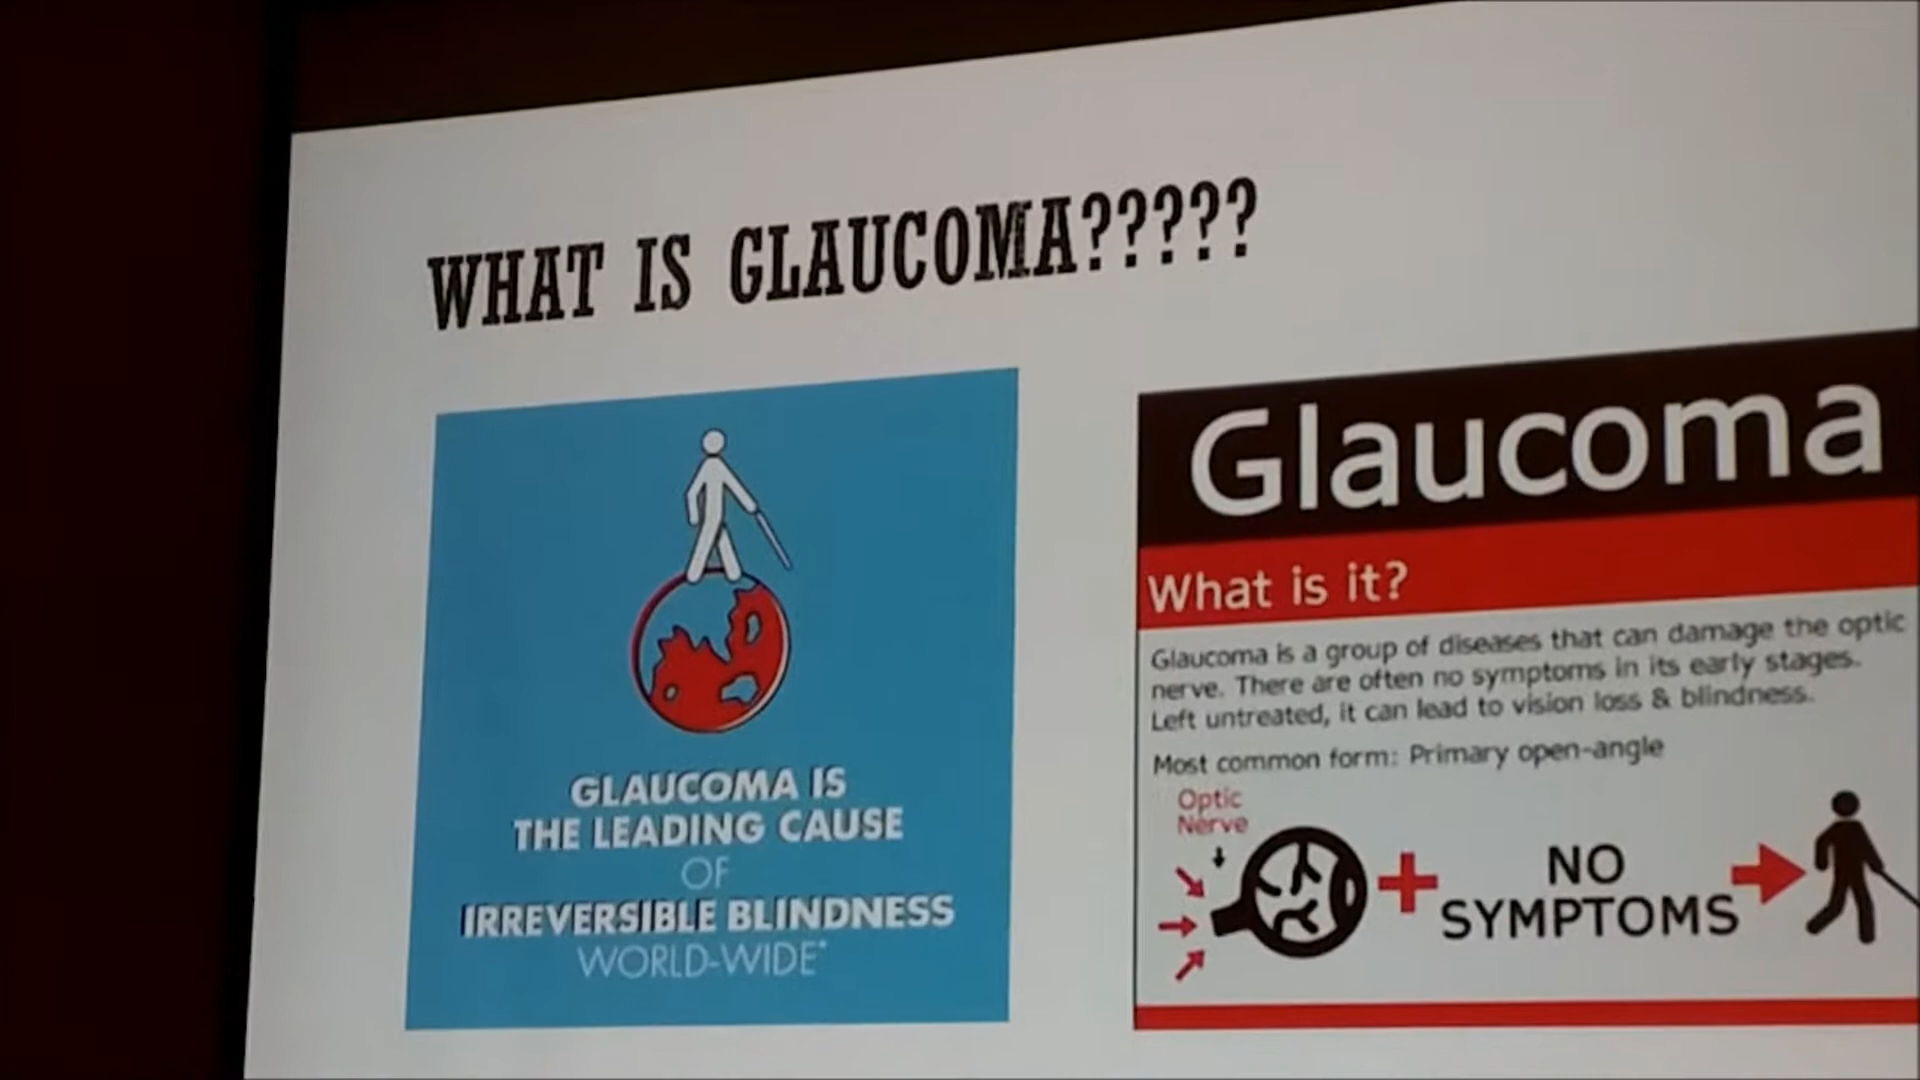 WHAT IS GLAUCOMA?????
GLAUCOMA IS
THE LEADING CAUSE
OF
IRREVERSIBLE BLINDNESS
WORLD-WIDE*
Glaucoma
What is it?
Glaucoma is a group of diseases that can damage the optic
nerve. There are often no symptoms in its early stages.
Left untreated, it can lead to vision loss & blindness.
Most common form: Primary open-angle
Optic
Nerve
NO
SYMPTOMS